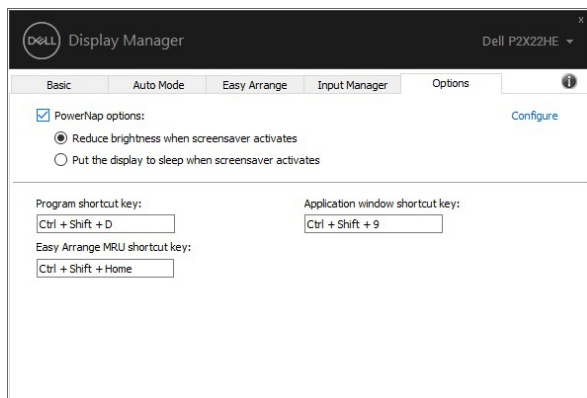 x
DELL Display Manager
Dell P2X22HE
Basic
Auto Mode
Easy Arrange
Input Manager
Options
i
PowerNap options:
Configure
Reduce brightness when screensaver activates
Put the display to sleep when screensaver activates
Program shortcut key:
Application window shortcut key:
Ctrl + Shift + D
Ctrl + Shift + 9
Easy Arrange MRU shortcut key:
Ctrl + Shift + Home